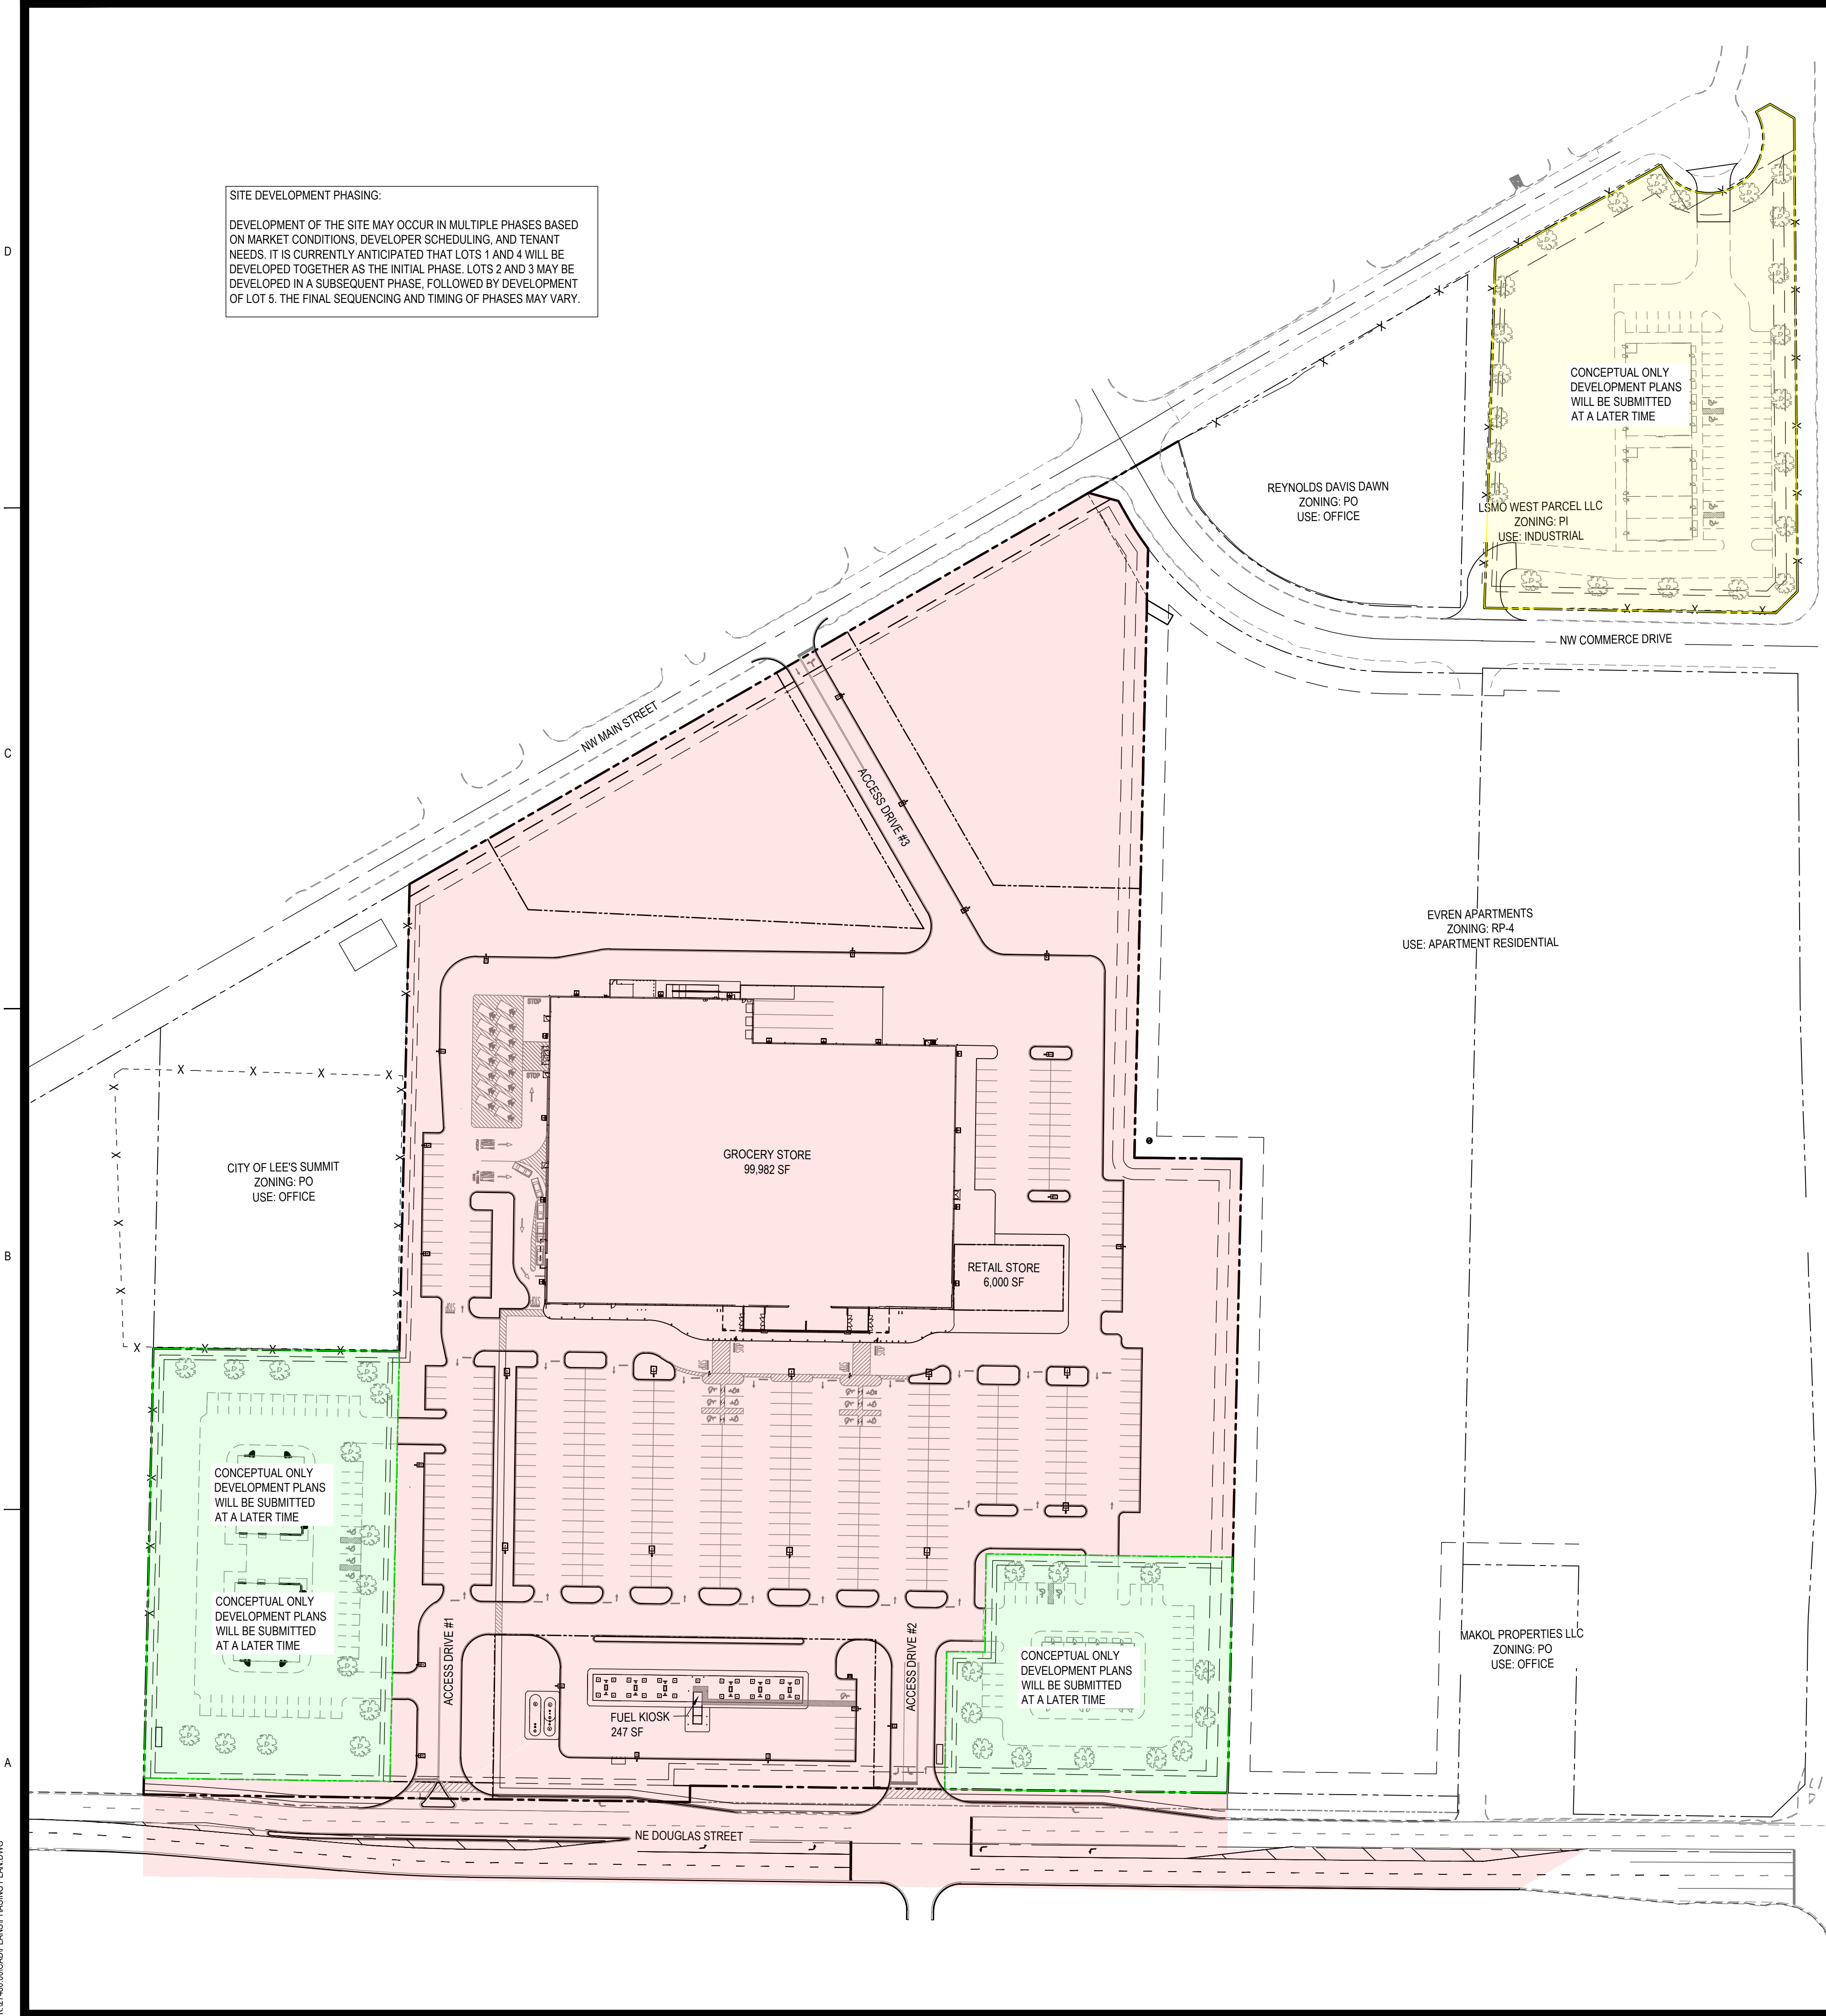 SITE DEVELOPMENT PHASING:
DEVELOPMENT OF THE SITE MAY OCCUR IN MULTIPLE PHASES BASED
ON MARKET CONDITIONS, DEVELOPER SCHEDULING, AND TENANT
NEEDS. IT IS CURRENTLY ANTICIPATED THAT LOTS 1 AND 4 WILL BE
DEVELOPED TOGETHER AS THE INITIAL PHASE. LOTS 2 AND 3 MAY BE
DEVELOPED IN A SUBSEQUENT PHASE, FOLLOWED BY DEVELOPMENT
OF LOT 5. THE FINAL SEQUENCING AND TIMING OF PHASES MAY VARY.
D
CONCEPTUAL ONLY
DEVELOPMENT PLANS
WILL BE SUBMITTED
AT A LATER TIME
REYNOLDS DAVIS DAWN
ZONING: PO
USE: OFFICE
LSMO WEST PARCEL LLC
ZONING: PI
USE: INDUSTRIAL
NW COMMERCE DRIVE
NW MAIN STREET
C
ACCESS DRIVE #3
EVREN APARTMENTS
ZONING: RP-4
USE: APARTMENT RESIDENTIAL
STOP
STOP
GROCERY STORE
99,982 SF
CITY OF LEE'S SUMMIT
ZONING: PO
USE: OFFICE
B
RETAIL STORE
6,000 SF
CONCEPTUAL ONLY
DEVELOPMENT PLANS
WILL BE SUBMITTED
AT A LATER TIME
CONCEPTUAL ONLY
DEVELOPMENT PLANS
WILL BE SUBMITTED
AT A LATER TIME
ACCESS DRIVE #1
ACCESS DRIVE #2
CONCEPTUAL ONLY
DEVELOPMENT PLANS
WILL BE SUBMITTED
AT A LATER TIME
MAKOL PROPERTIES LLC
ZONING: PO
USE: OFFICE
FUEL KIOSK
247 SF
A
NE DOUGLAS STREET